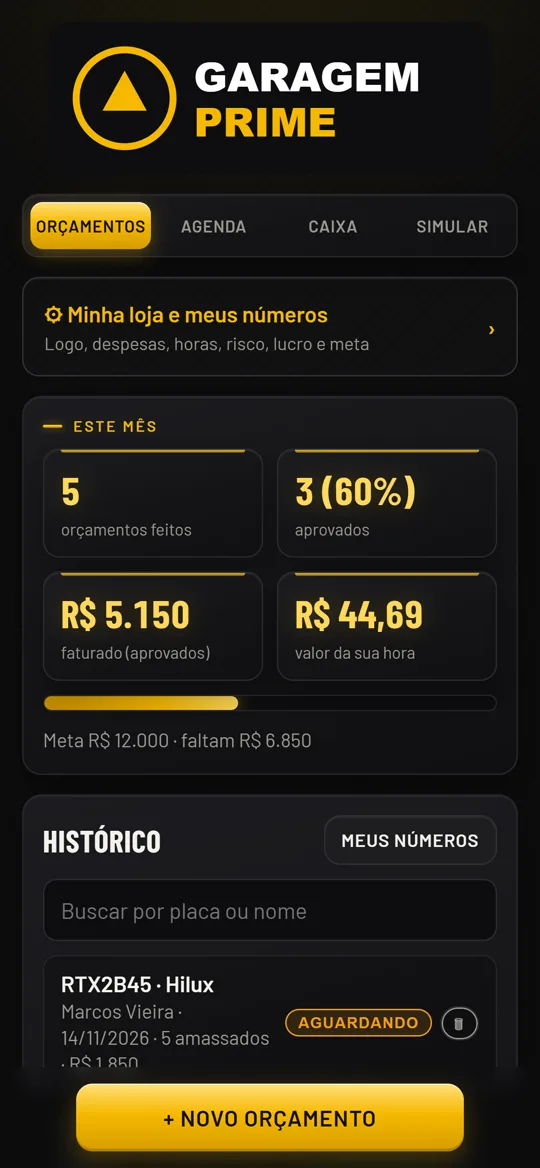 GARAGEM
PRIME
ORÇAMENTOS
AGENDA
CAIXA
SIMULAR
Minha loja e meus números
Logo, despesas, horas, risco, lucro e meta
›
ESTE MÊS
5
orçamentos feitos
3 (60%)
aprovados
R$ 5.150
faturado (aprovados)
R$ 44,69
valor da sua hora
Meta R$ 12.000 · faltam R$ 6.850
HISTÓRICO
MEUS NÚMEROS
Buscar por placa ou nome
RTX2B45 · Hilux
Marcos Vieira ·
14/11/2026 · 5 amassados
· R$ 1.850
AGUARDANDO
+ NOVO ORÇAMENTO